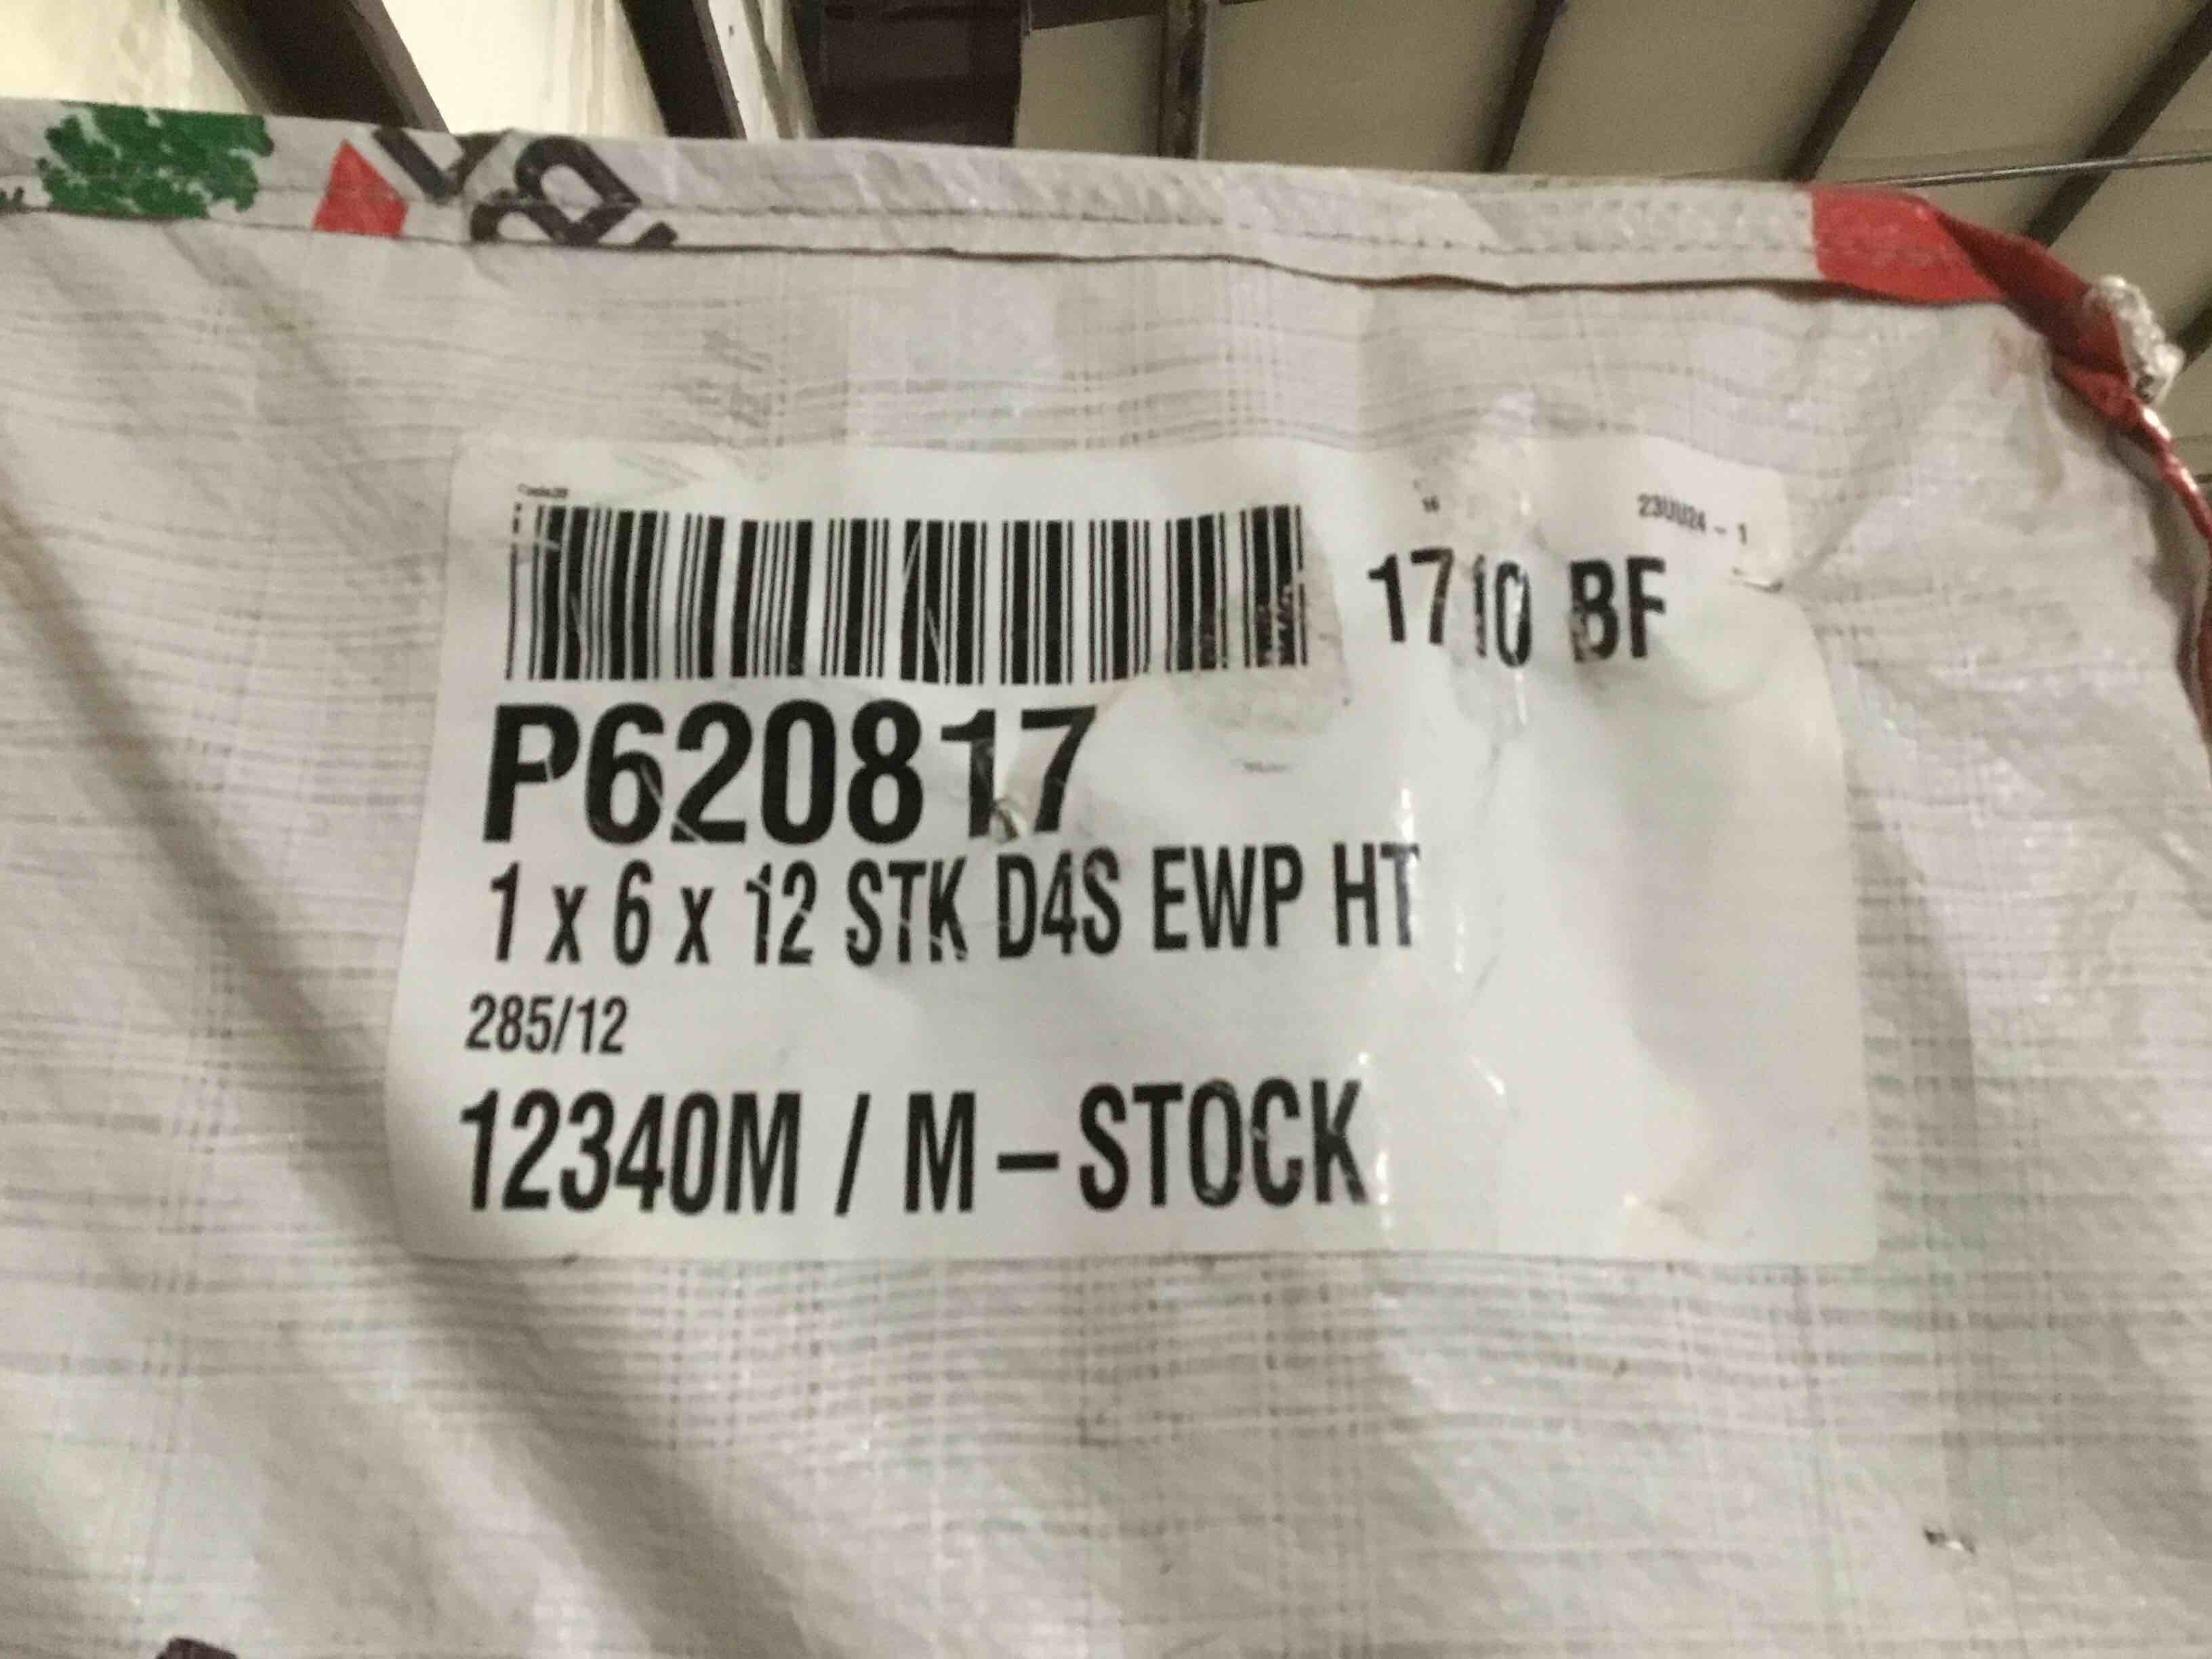 1710 BF
P620817
1 x 6 x 12 STK D4S EWP HT
285/12
12340M / M-STOCK